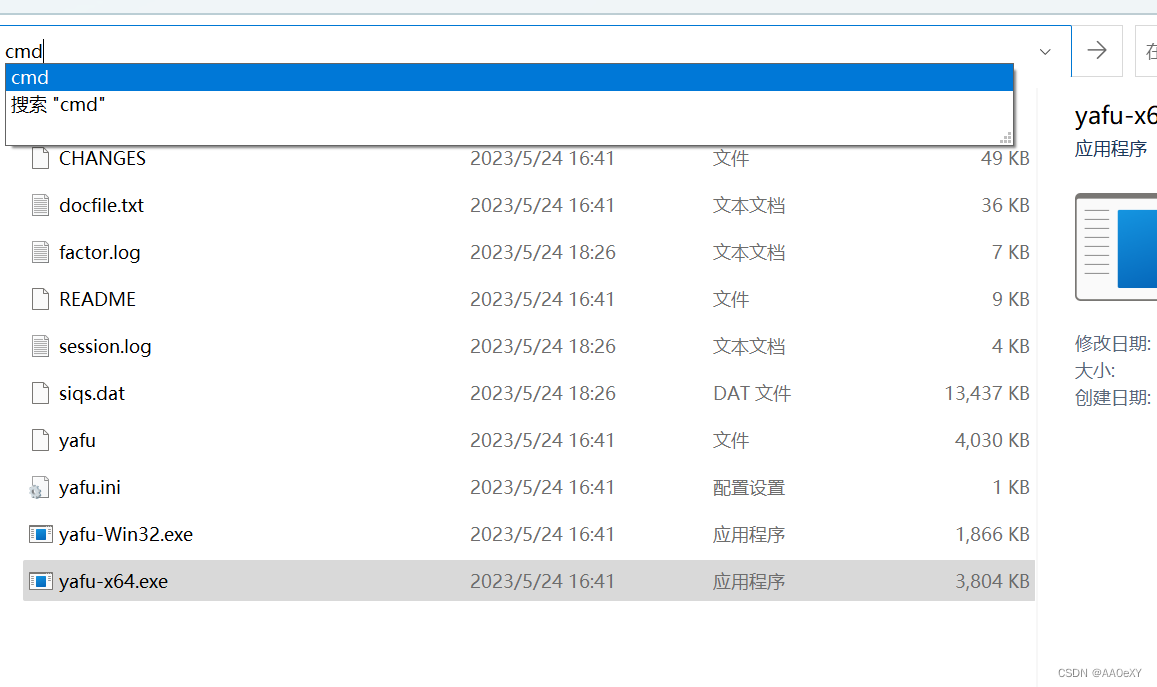 cmd
cmd
搜索 "cmd"
CHANGES 2023/5/24 16:41 文件 49 KB
docfile.txt 2023/5/24 16:41 文本文档 36 KB
factor.log 2023/5/24 18:26 文本文档 7 KB
README 2023/5/24 16:41 文件 9 KB
session.log 2023/5/24 18:26 文本文档 4 KB
siqs.dat 2023/5/24 18:26 DAT 文件 13,437 KB
yafu 2023/5/24 16:41 文件 4,030 KB
yafu.ini 2023/5/24 16:41 配置设置 1 KB
yafu-Win32.exe 2023/5/24 16:41 应用程序 1,866 KB
yafu-x64.exe 2023/5/24 16:41 应用程序 3,804 KB
在
yafu-x6
应用程序
修改日期:
大小:
创建日期:
CSDN @AAOeXY